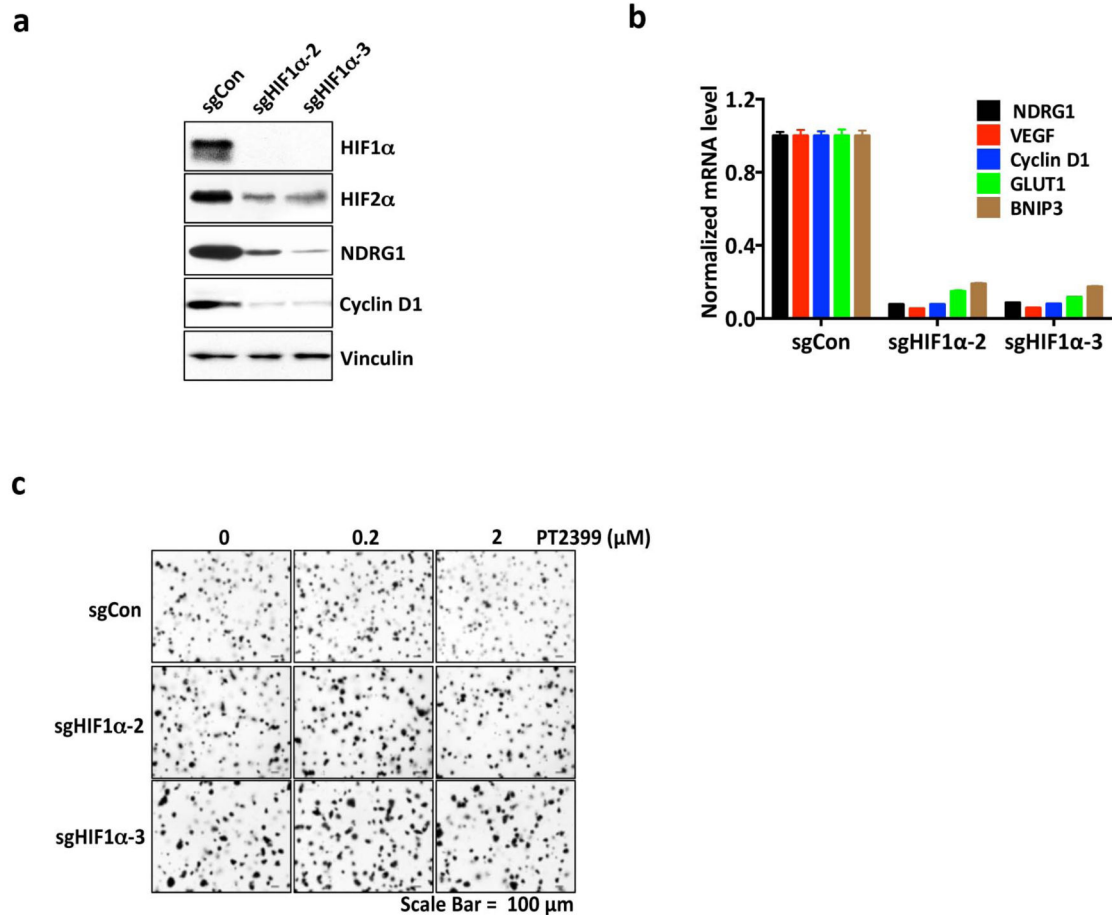 a
sgCon
sgHIF1α-2
sgHIF1α-3
HIF1α
HIF2α
NDRG1
Cyclin D1
Vinculin
b
Normalized mRNA level
1.2
0.8
0.4
0.0
NDRG1
VEGF
Cyclin D1
GLUT1
BNIP3
sgCon
sgHIF1α-2
sgHIF1α-3
c
0 0.2 2 PT2399 (μM)
sgCon
sgHIF1α-2
sgHIF1α-3
Scale Bar = 100 μm